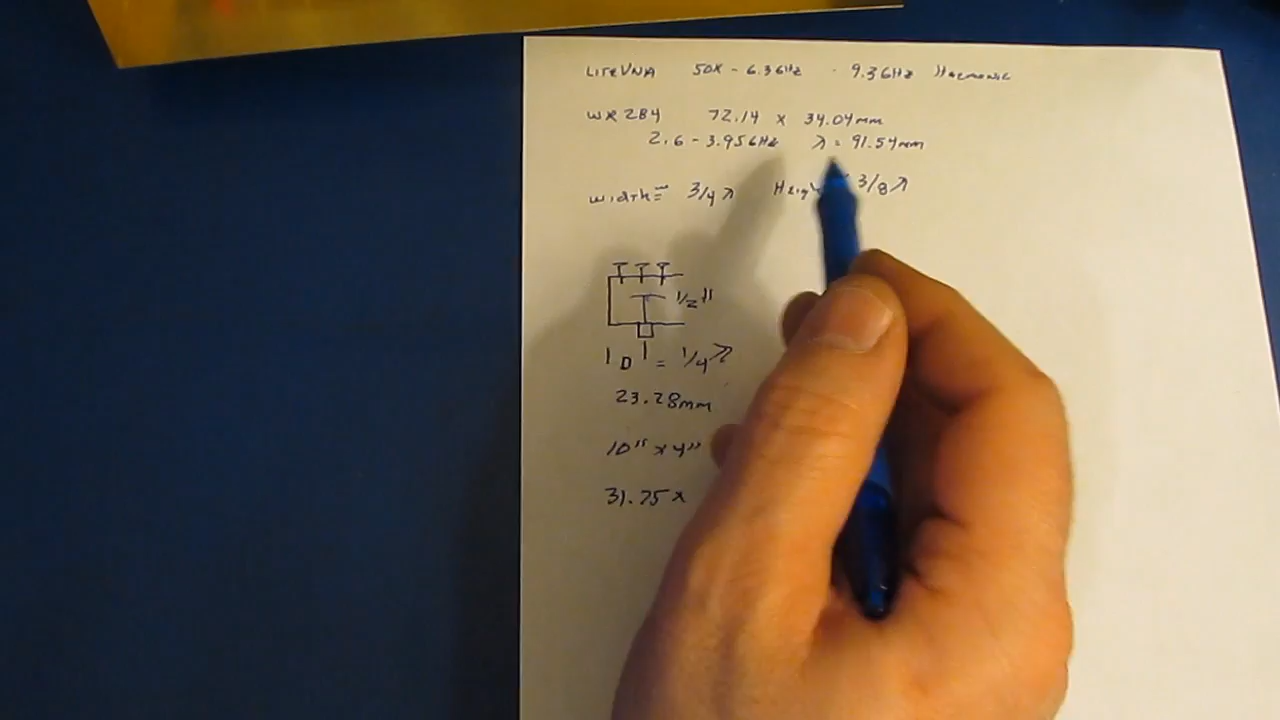 LITEVNA 50K - 6.3GHz - 9.3GHz HARMONIC
WR284 72.14 x 34.04mm
2.6 - 3.95GHz λ = 91.54mm
width = 3/4 λ 3/8 λ
1/2"
D = 1/4 λ
23.28mm
10" x 4"
31.75 x